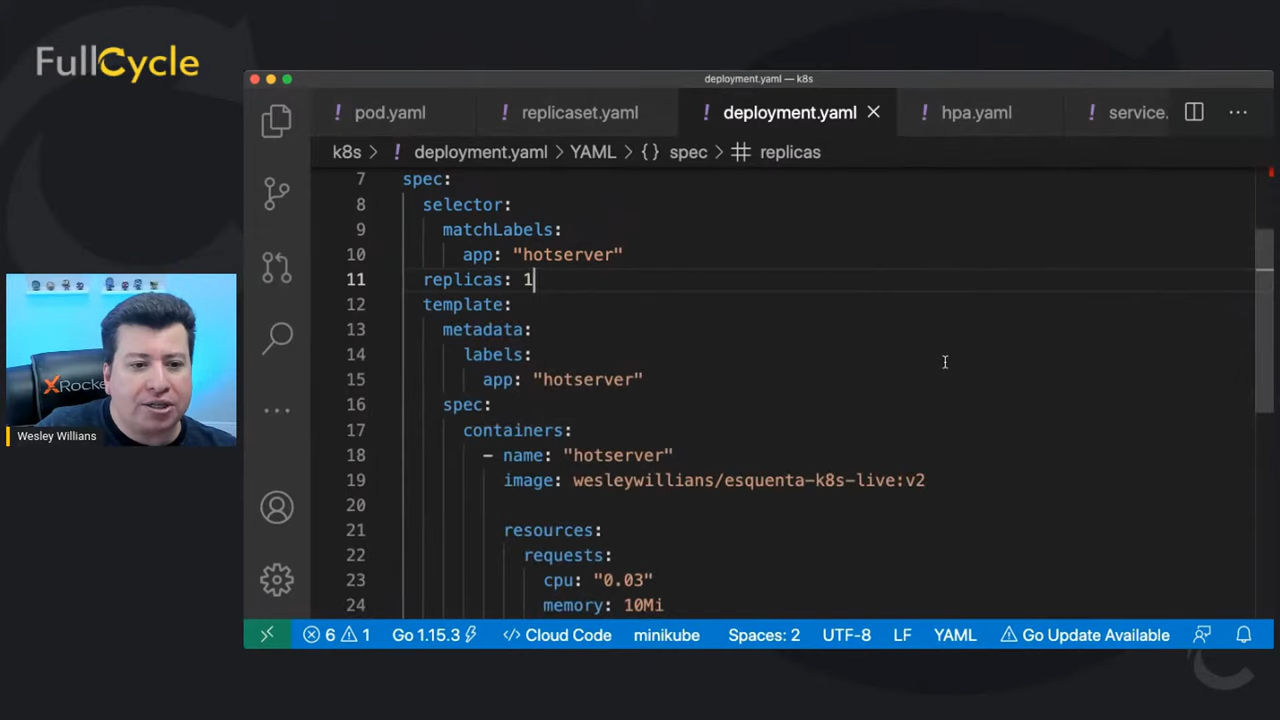 FullCycle
deployment.yaml — k8s
! pod.yaml ! replicaset.yaml ! deployment.yaml × ! hpa.yaml ! service. ...
k8s > ! deployment.yaml > YAML > {} spec > # replicas
7 spec:
8 selector:
9 matchLabels:
10 app: "hotserver"
11 replicas: 1
12 template:
13 metadata:
14 labels:
15 app: "hotserver"
16 spec:
17 containers:
18 - name: "hotserver"
19 image: wesleywillians/esquenta-k8s-live:v2
20
21 resources:
22 requests:
23 cpu: "0.03"
24 memory: 10Mi
XRocke
Wesley Willians
6 1 Go 1.15.3 </> Cloud Code minikube Spaces: 2 UTF-8 LF YAML Go Update Available